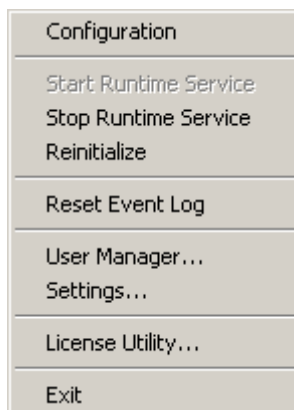 Configuration
Start Runtime Service
Stop Runtime Service
Reinitialize
Reset Event Log
User Manager...
Settings...
License Utility...
Exit